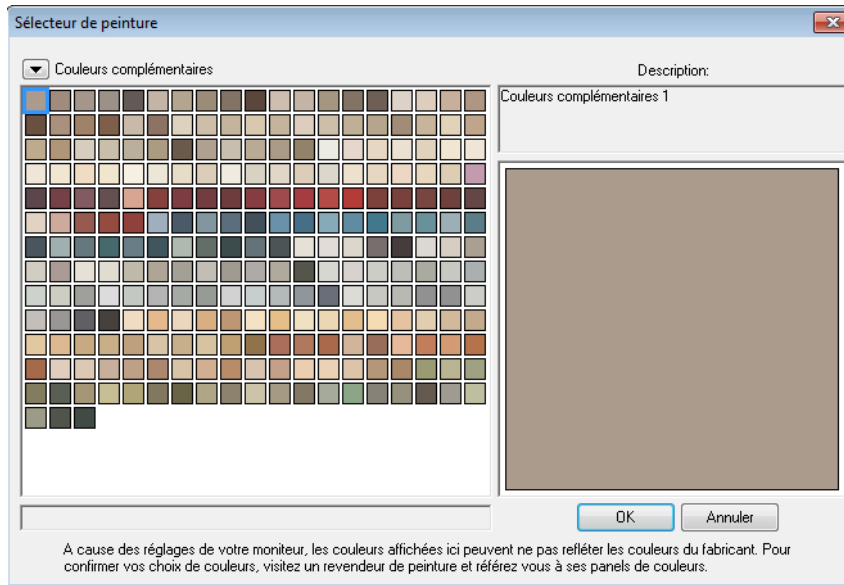 Sélecteur de peinture
Couleurs complémentaires
Description:
Couleurs complémentaires 1
OK
Annuler
A cause des réglages de votre moniteur, les couleurs affichées ici peuvent ne pas refléter les couleurs du fabricant. Pour
confirmer vos choix de couleurs, visitez un revendeur de peinture et référez vous à ses panels de couleurs.